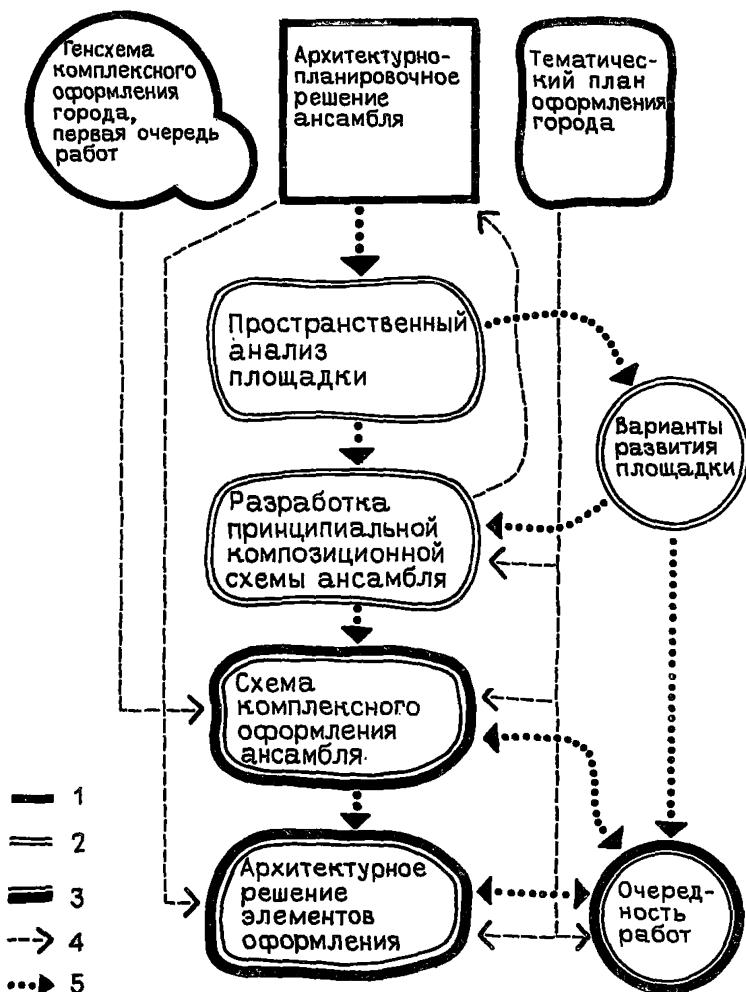 Генсхема
комплексного
оформления
города,
первая очередь
работ
Архитектурно-
планировочное
решение
ансамбля
Тематичес-
кий план
оформления
города
Пространственный
анализ
площадки
Варианты
развития
площадки
Разработка
принципиальной
композиционной
схемы ансамбля
Схема
комплексного
оформления
ансамбля
Архитектурное
решение
элементов
оформления
Очеред-
ность
работ
1
2
3
4
5